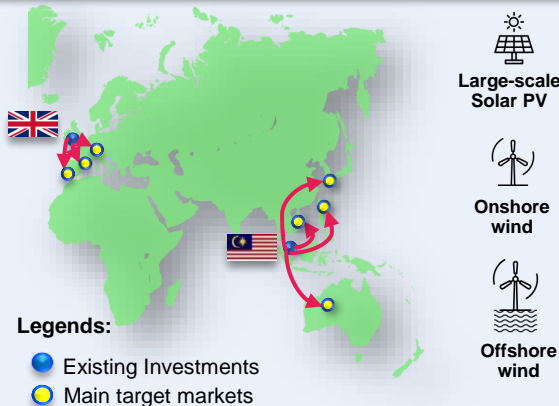 Large-scale
Solar PV
Onshore
wind
Offshore
wind
Legends:
Existing Investments
Main target markets